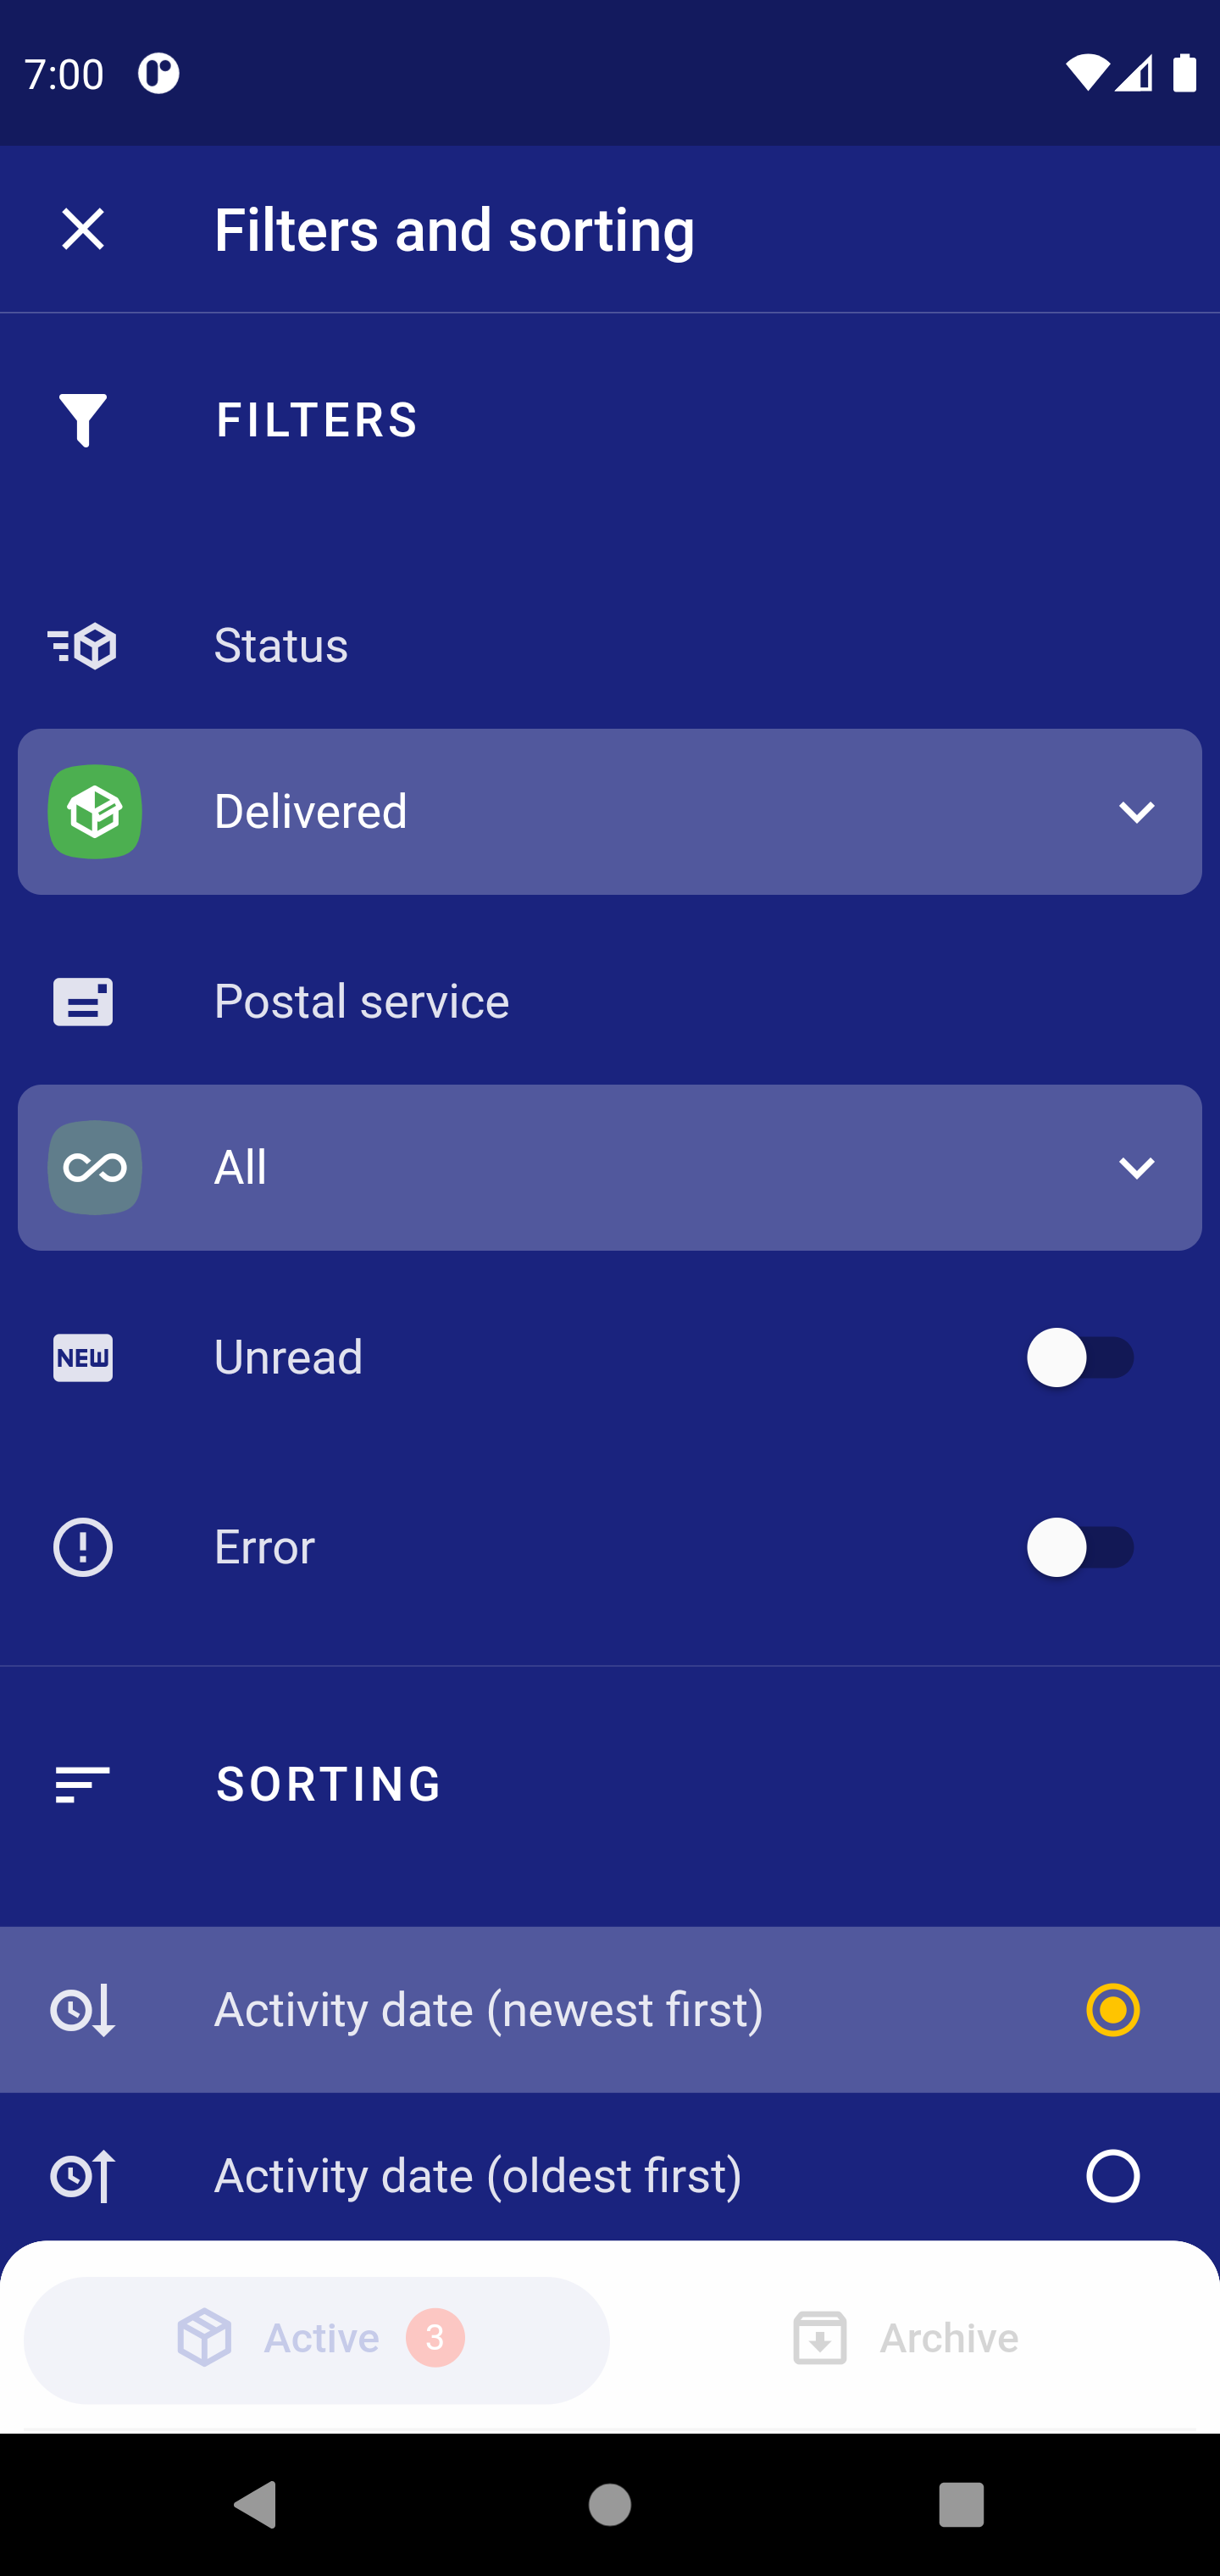 7:00
Filters and sorting
FILTERS
Status
Delivered
Postal service
All
NEW Unread
Error
SORTING
Activity date (newest first)
Activity date (oldest first)
Active 3 Archive